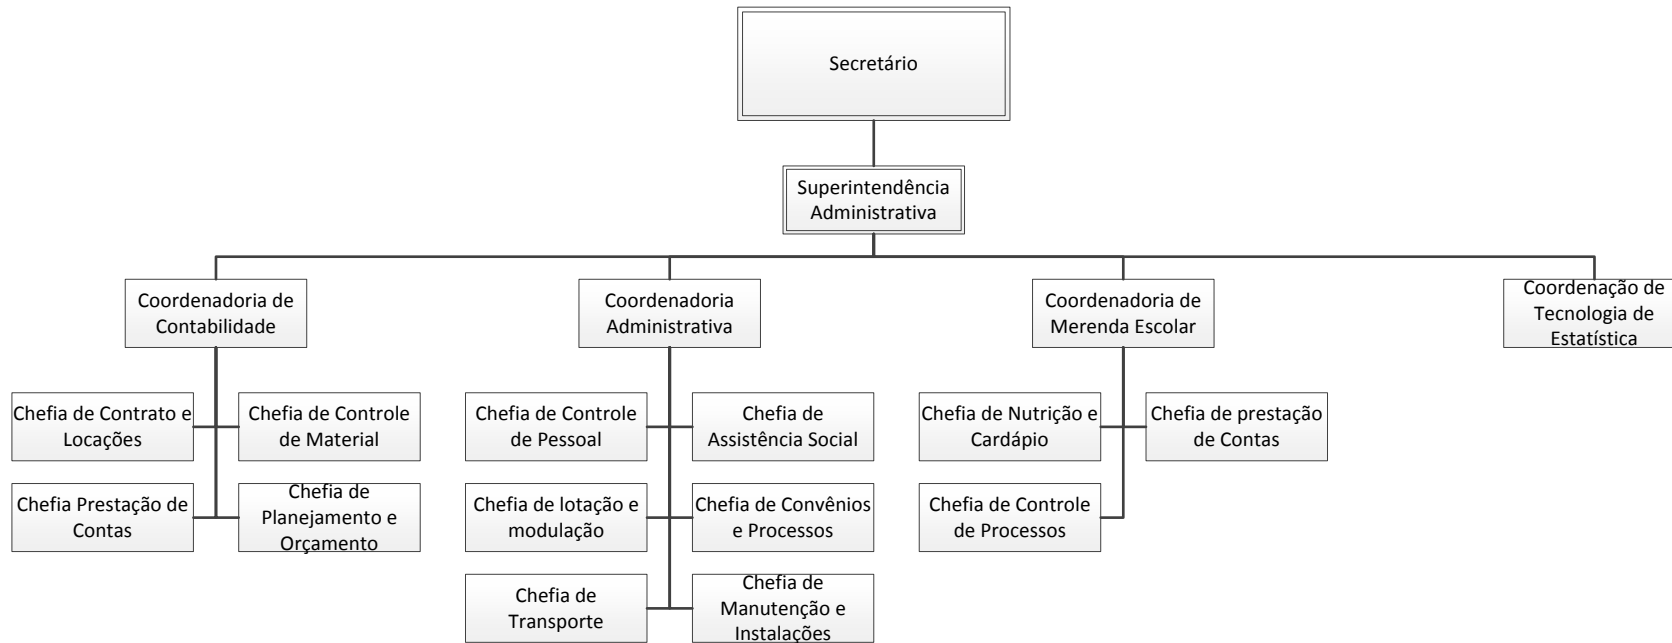 Secretário
Superintendência
Administrativa
Coordenadoria de
Contabilidade
Coordenadoria
Administrativa
Coordenadoria de
Merenda Escolar
Coordenação de
Tecnologia de
Estatística
Chefia de Contrato e
Locações
Chefia de Controle
de Material
Chefia de Controle
de Pessoal
Chefia de
Assistência Social
Chefia de Nutrição e
Cardápio
Chefia de prestação
de Contas
Chefia Prestação de
Contas
Chefia de
Planejamento e
Orçamento
Chefia de lotação e
modulação
Chefia de Convênios
e Processos
Chefia de Controle
de Processos
Chefia de
Transporte
Chefia de
Manutenção e
Instalações